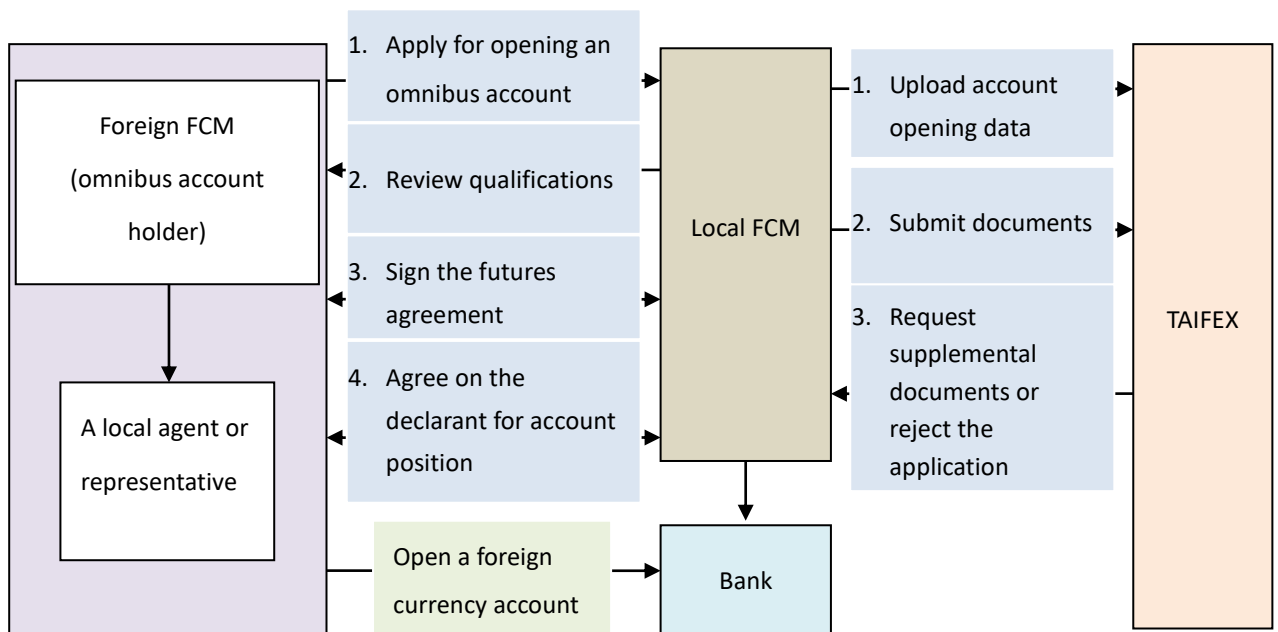 Foreign FCM
(omnibus account
holder)
A local agent or
representative
1. Apply for opening an
omnibus account
2. Review qualifications
3. Sign the futures
agreement
4. Agree on the
declarant for account
position
Open a foreign
currency account
Local FCM
Bank
1. Upload account
opening data
2. Submit documents
3. Request
supplemental
documents or
reject the
application
TAIFEX